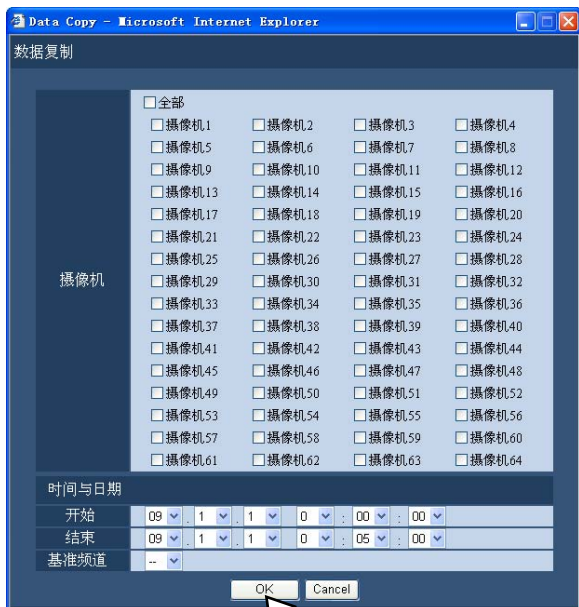 Data Copy - Microsoft Internet Explorer
数据复制
全部
摄像机1 摄像机2 摄像机3 摄像机4
摄像机5 摄像机6 摄像机7 摄像机8
摄像机9 摄像机10 摄像机11 摄像机12
摄像机13 摄像机14 摄像机15 摄像机16
摄像机17 摄像机18 摄像机19 摄像机20
摄像机21 摄像机22 摄像机23 摄像机24
摄像机25 摄像机26 摄像机27 摄像机28
摄像机 摄像机29 摄像机30 摄像机31 摄像机32
摄像机33 摄像机34 摄像机35 摄像机36
摄像机37 摄像机38 摄像机39 摄像机40
摄像机41 摄像机42 摄像机43 摄像机44
摄像机45 摄像机46 摄像机47 摄像机48
摄像机49 摄像机50 摄像机51 摄像机52
摄像机53 摄像机54 摄像机55 摄像机56
摄像机57 摄像机58 摄像机59 摄像机60
摄像机61 摄像机62 摄像机63 摄像机64
时间与日期
开始 09 . 1 . 1 0 : 00 : 00
结束 09 . 1 . 1 0 : 05 : 00
基准频道 --
OK Cancel